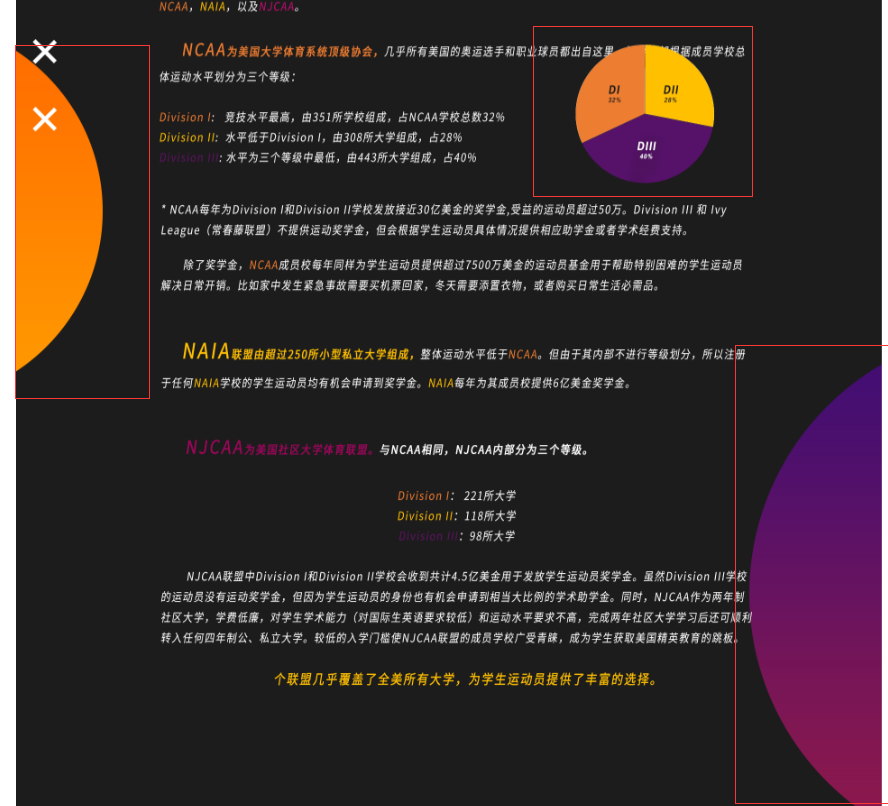 NCAA，NAIA，以及NJCAA。
NCAA为美国大学体育系统顶级协会，几乎所有美国的奥运选手和职业球员都出自这里 根据成员学校总
体运动水平划分为三个等级：
Division I： 竞技水平最高，由351所学校组成，占NCAA学校总数32%
Division II: 水平低于Division I，由308所大学组成，占28%
Division III: 水平为三个等级中最低，由443所大学组成，占40%
DI
32%
DII
28%
DIII
40%
* NCAA每年为Division I和Division II学校发放接近30亿美金的奖学金,受益的运动员超过50万。Division III 和 Ivy
League（常春藤联盟）不提供运动奖学金，但会根据学生运动员具体情况提供相应助学金或者学术经费支持。
除了奖学金，NCAA成员校每年同样为学生运动员提供超过7500万美金的运动员基金用于帮助特别困难的学生运动员
解决日常开销。比如家中发生紧急事故需要买机票回家，冬天需要添置衣物，或者购买日常生活必需品。
NAIA联盟由超过250所小型私立大学组成，整体运动水平低于NCAA。但由于其内部不进行等级划分，所以注册
于任何NAIA学校的学生运动员均有机会申请到奖学金。NAIA每年为其成员校提供6亿美金奖学金。
NJCAA为美国社区大学体育联盟。与NCAA相同，NJCAA内部分为三个等级。
Division I： 221所大学
Division II：118所大学
Division III：98所大学
NJCAA联盟中Division I和Division II学校会收到共计4.5亿美金用于发放学生运动员奖学金。虽然Division III学校
的运动员没有运动奖学金，但因为学生运动员的身份也有机会申请到相当大比例的学术助学金。同时，NJCAA作为两年制
社区大学，学费低廉，对学生学术能力（对国际生英语要求较低）和运动水平要求不高，完成两年社区大学学习后还可顺利
转入任何四年制公、私立大学。较低的入学门槛使NJCAA联盟的成员学校广受青睐，成为学生获取美国精英教育的跳板。
个联盟几乎覆盖了全美所有大学，为学生运动员提供了丰富的选择。